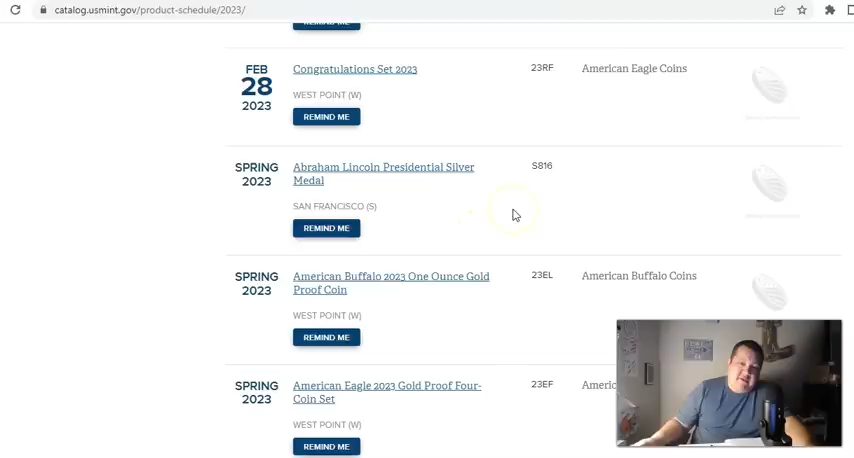 catalog.usmint.gov/product-schedule/2023/
REMIND ME
FEB
28
2023
Congratulations Set 2023
WEST POINT (W)
REMIND ME
23RF
American Eagle Coins
SPRING
2023
Abraham Lincoln Presidential Silver
Medal
SAN FRANCISCO (S)
REMIND ME
S816
SPRING
2023
American Buffalo 2023 One Ounce Gold
Proof Coin
WEST POINT (W)
REMIND ME
23EL
American Buffalo Coins
SPRING
2023
American Eagle 2023 Gold Proof Four-
Coin Set
WEST POINT (W)
REMIND ME
23EF
Americ